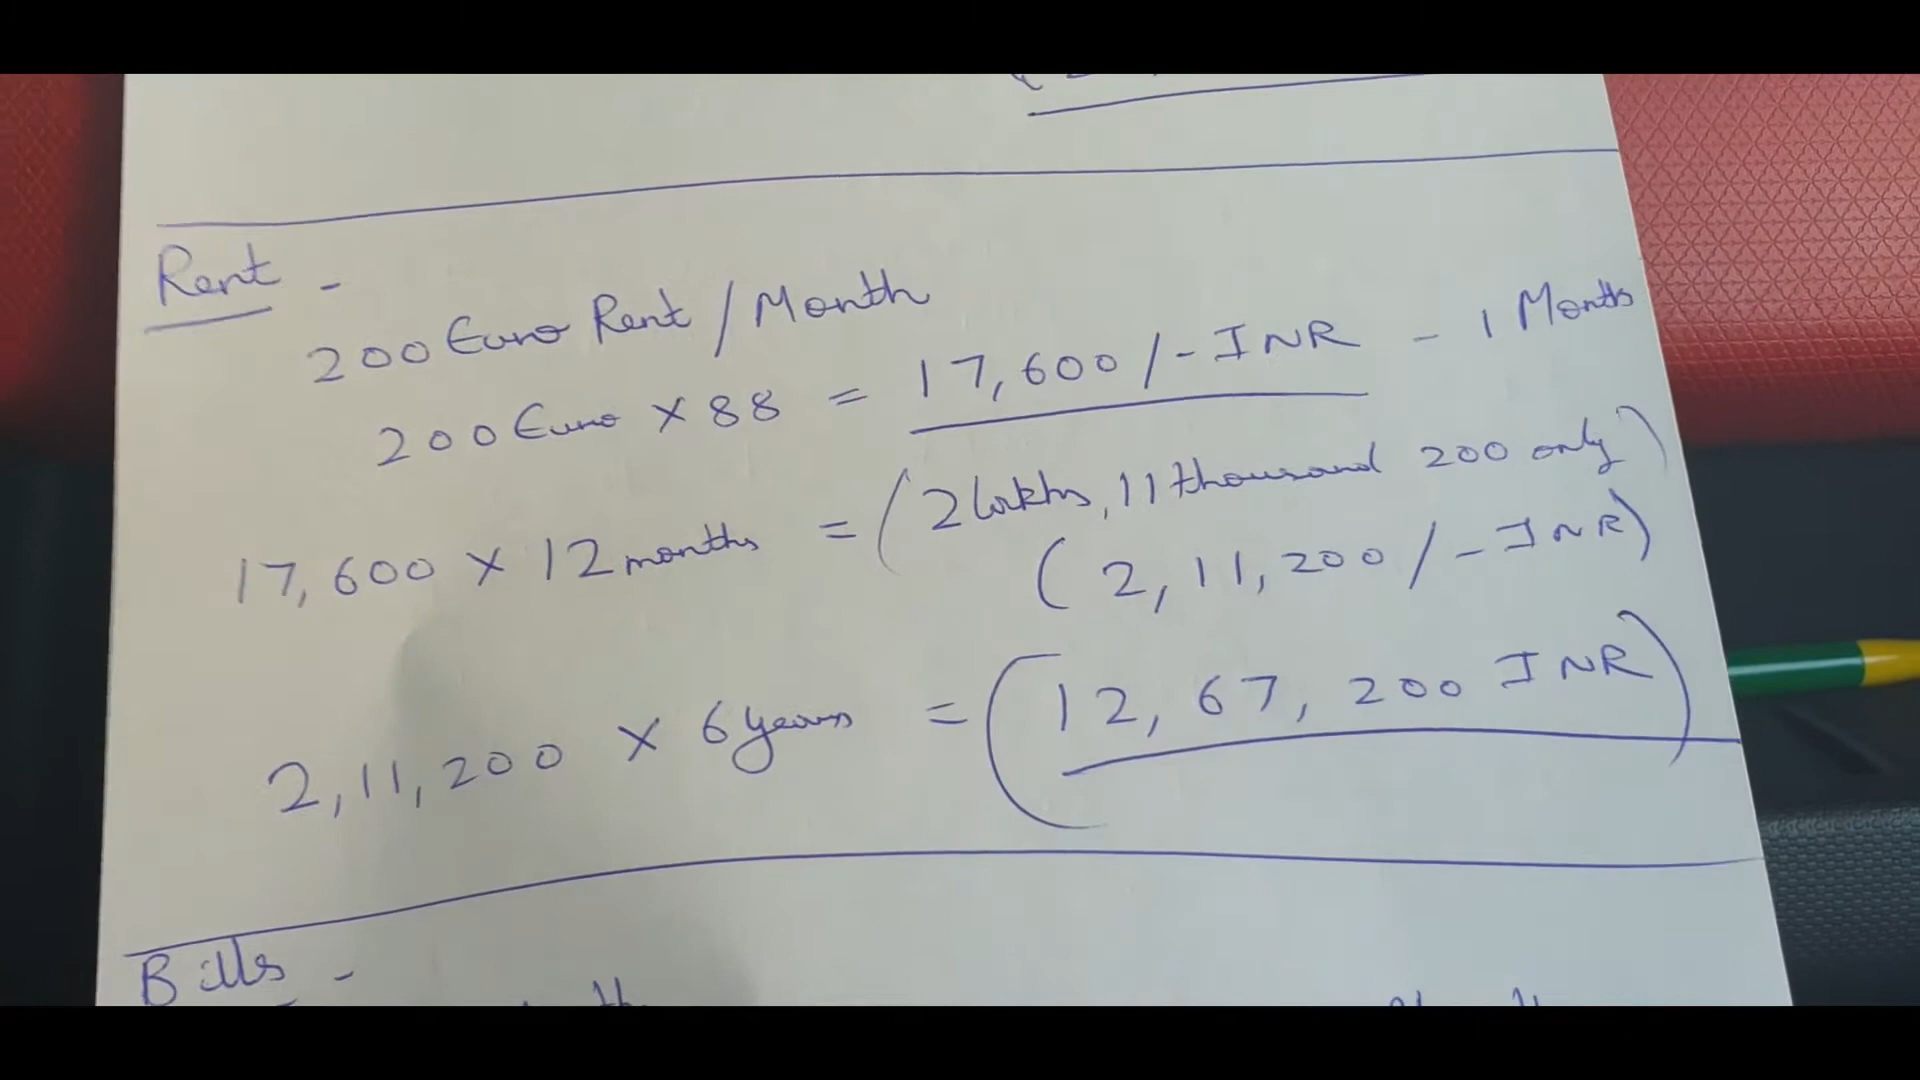 Rent -
200 Euro Rent / Month
200 Euro X 88 = 17,600/- INR - 1 Month
17,600 X 12 months = (2 lakhs, 11 thousand 200 only)
(2,11,200/- INR)
2,11,200 X 6 years = (12,67,200 INR)
Bills -